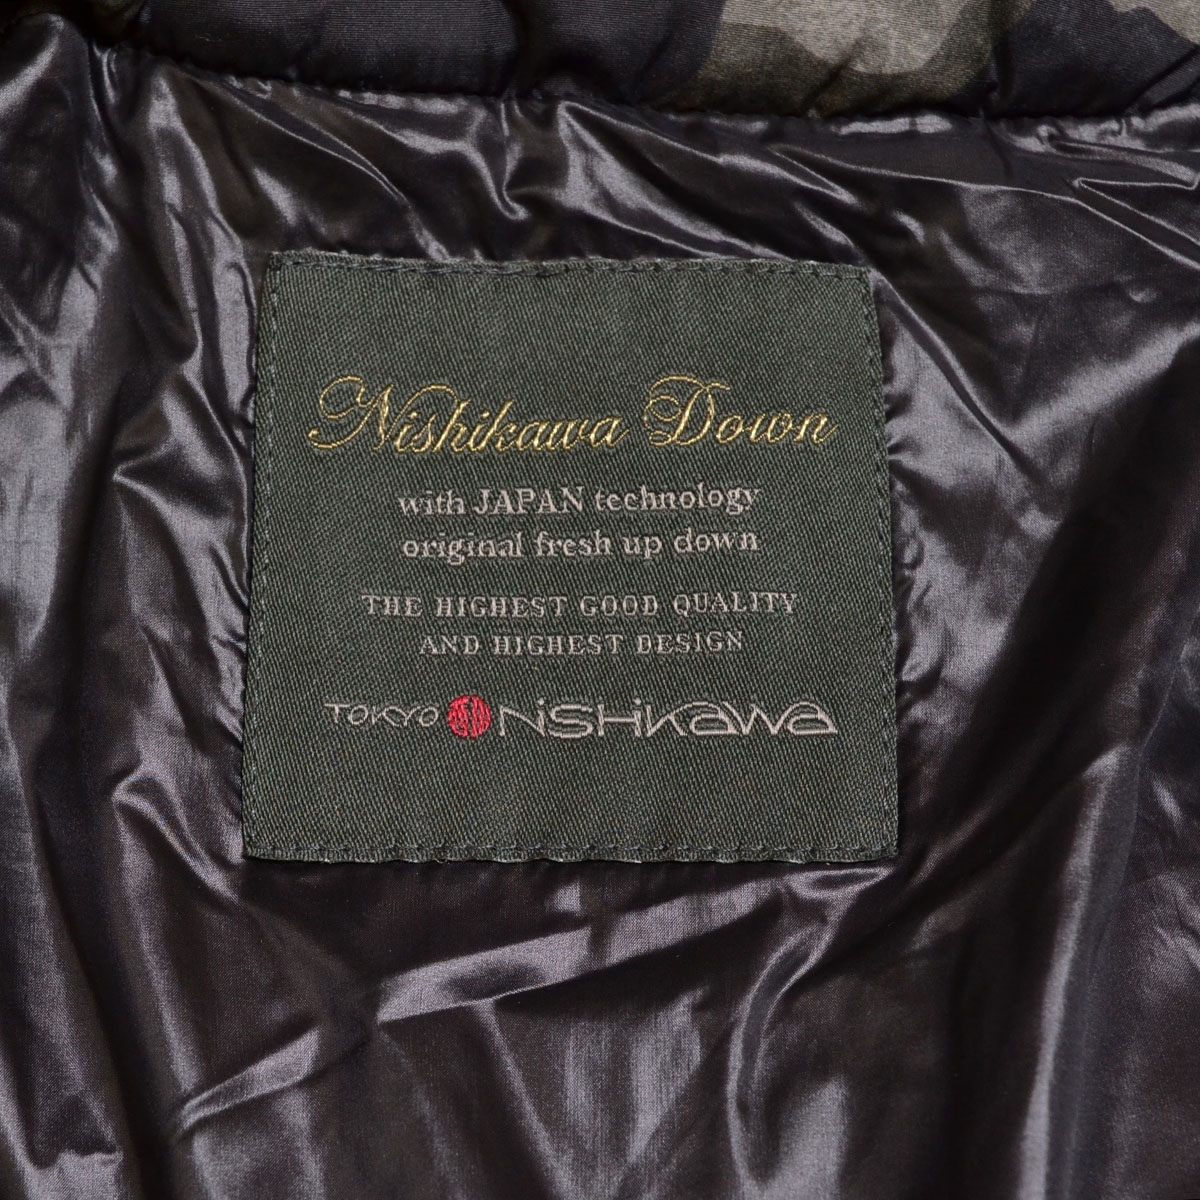 Nishikawa Down
with JAPAN technology
original fresh up down
THE HIGHEST GOOD QUALITY
AND HIGHEST DESIGN
TOKYO NiSHiKaWa